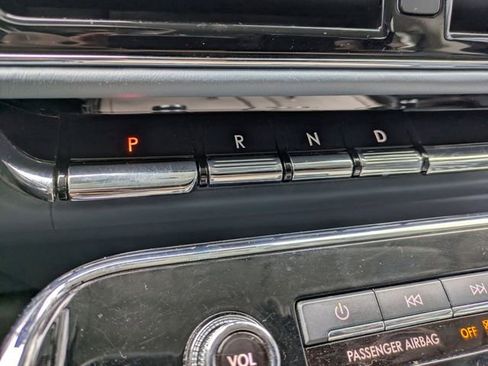 P R N D
VOL
PASSENGER AIRBAG OFF